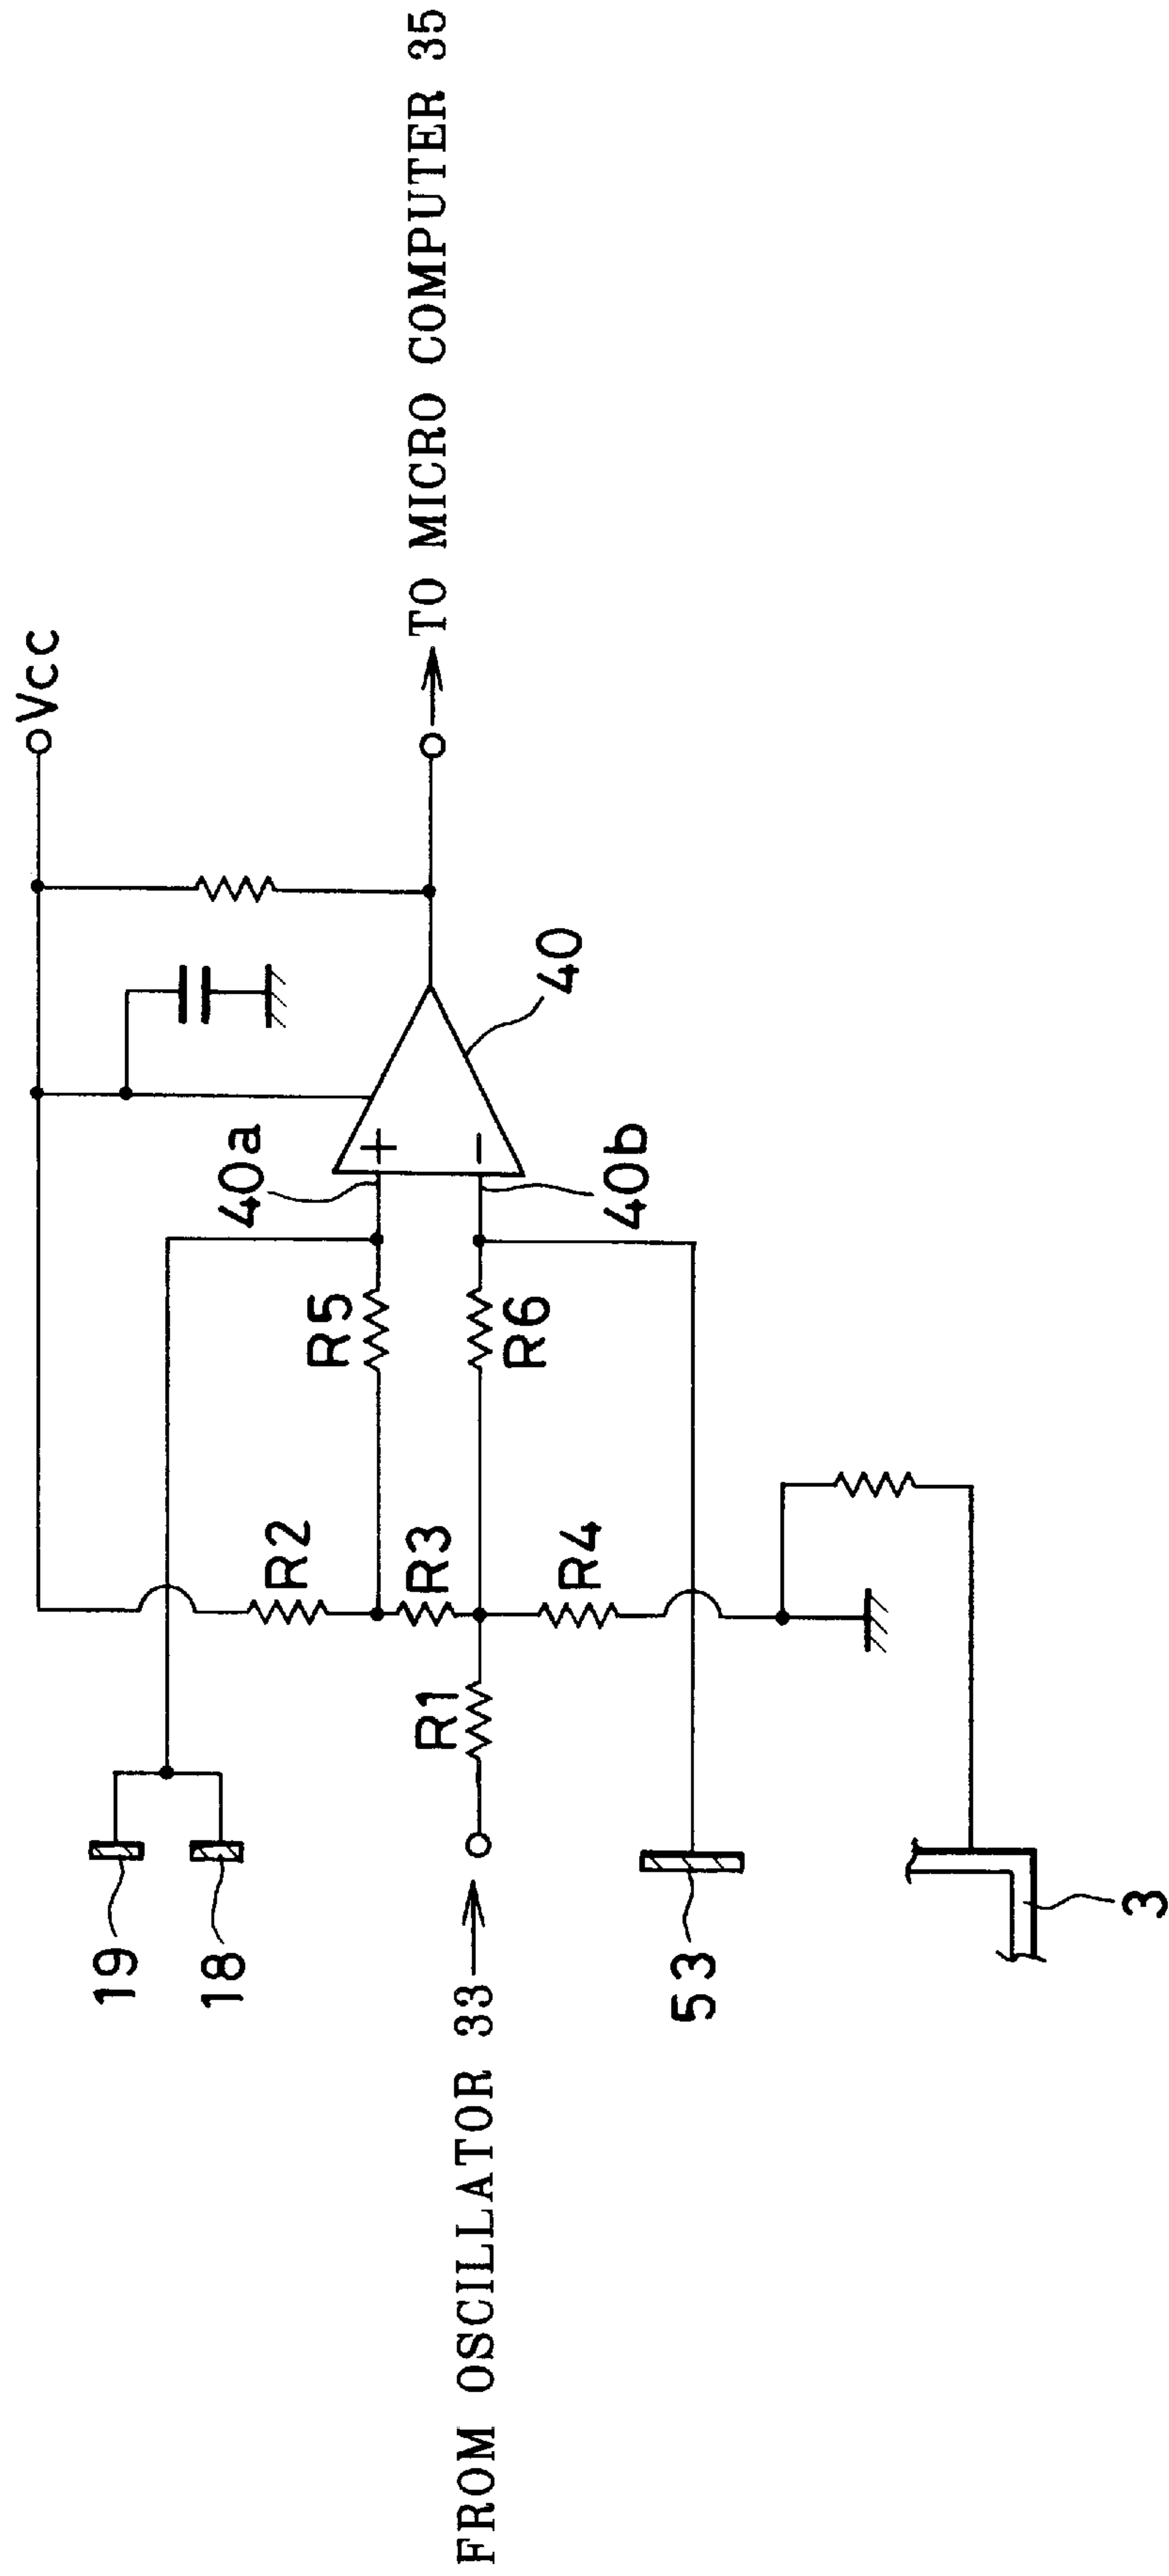 Vcc
TO MICRO COMPUTER 35
40
40a
40b
+
−
R5
R6
R2
R3
R4
R1
19
18
FROM OSCILLATOR 33
53
3